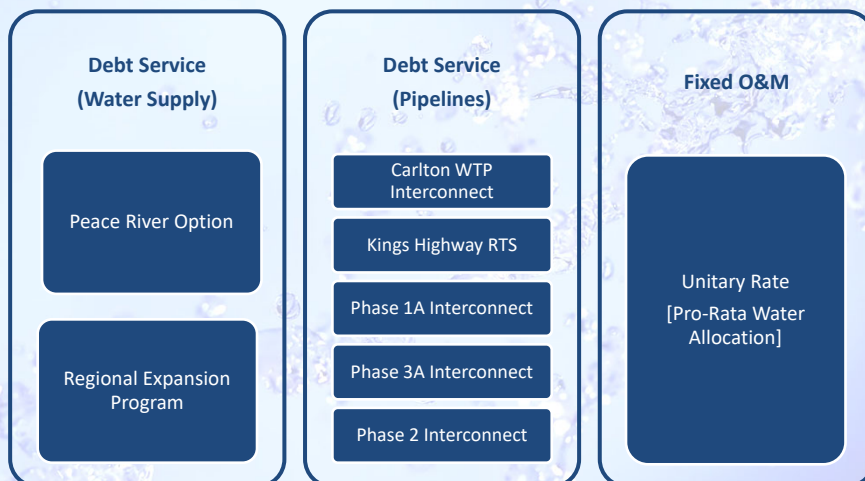 Debt Service
(Water Supply)
Peace River Option
Regional Expansion
Program
Debt Service
(Pipelines)
Carlton WTP
Interconnect
Kings Highway RTS
Phase 1A Interconnect
Phase 3A Interconnect
Phase 2 Interconnect
Fixed O&M
Unitary Rate
[Pro-Rata Water
Allocation]